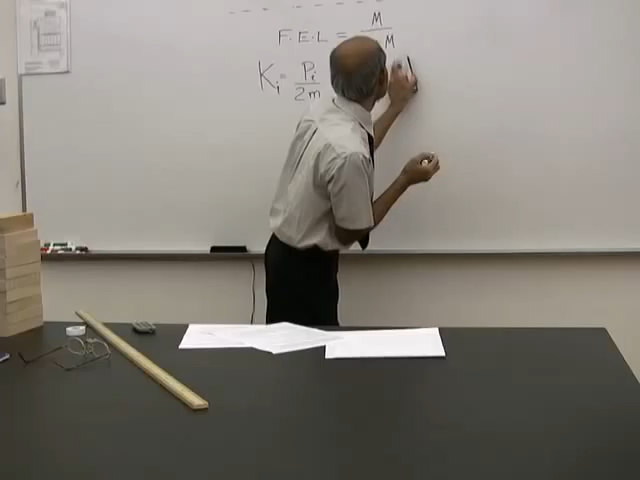 F.E.L = M / M
Ki = Pi / 2m